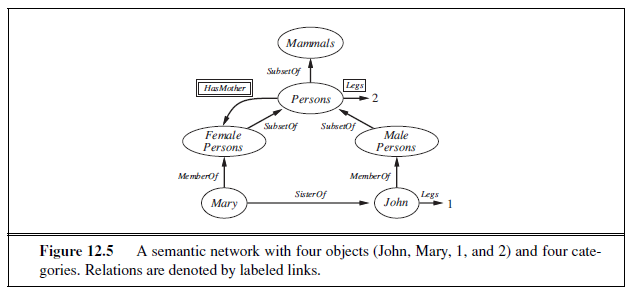 Mammals
SubsetOf
HasMother
Legs
Persons
2
SubsetOf
SubsetOf
Female
Persons
Male
Persons
MemberOf
MemberOf
Mary
SisterOf
John
Legs
1
Figure 12.5 A semantic network with four objects (John, Mary, 1, and 2) and four cate-
gories. Relations are denoted by labeled links.